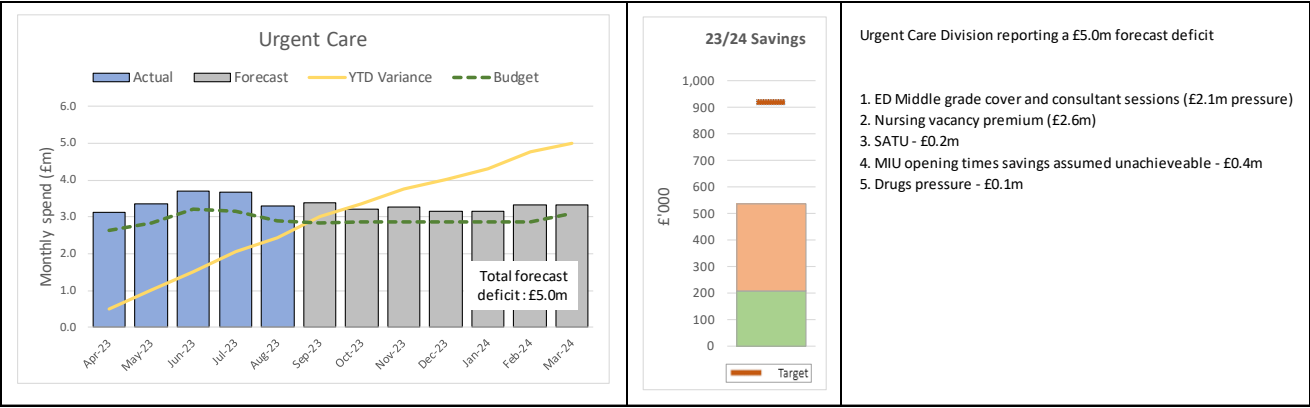 Urgent Care
Actual
Forecast
YTD Variance
Budget
Monthly spend (£m)
6.0
5.0
4.0
3.0
2.0
1.0
0.0
Total forecast
deficit: £5.0m
Apr-23
May-23
Jun-23
Jul-23
Aug-23
Sep-23
Oct-23
Nov-23
Dec-23
Jan-24
Feb-24
Mar-24
23/24 Savings
£'000
1,000
900
800
700
600
500
400
300
200
100
0
Target
Urgent Care Division reporting a £5.0m forecast deficit
1. ED Middle grade cover and consultant sessions (£2.1m pressure)
2. Nursing vacancy premium (£2.6m)
3. SATU - £0.2m
4. MIU opening times savings assumed unachieveable - £0.4m
5. Drugs pressure - £0.1m